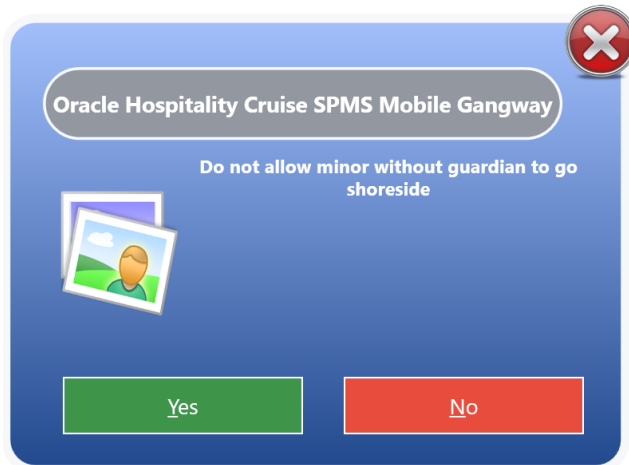 Oracle Hospitality Cruise SPMS Mobile Gangway
Do not allow minor without guardian to go
shoreside
Yes
No